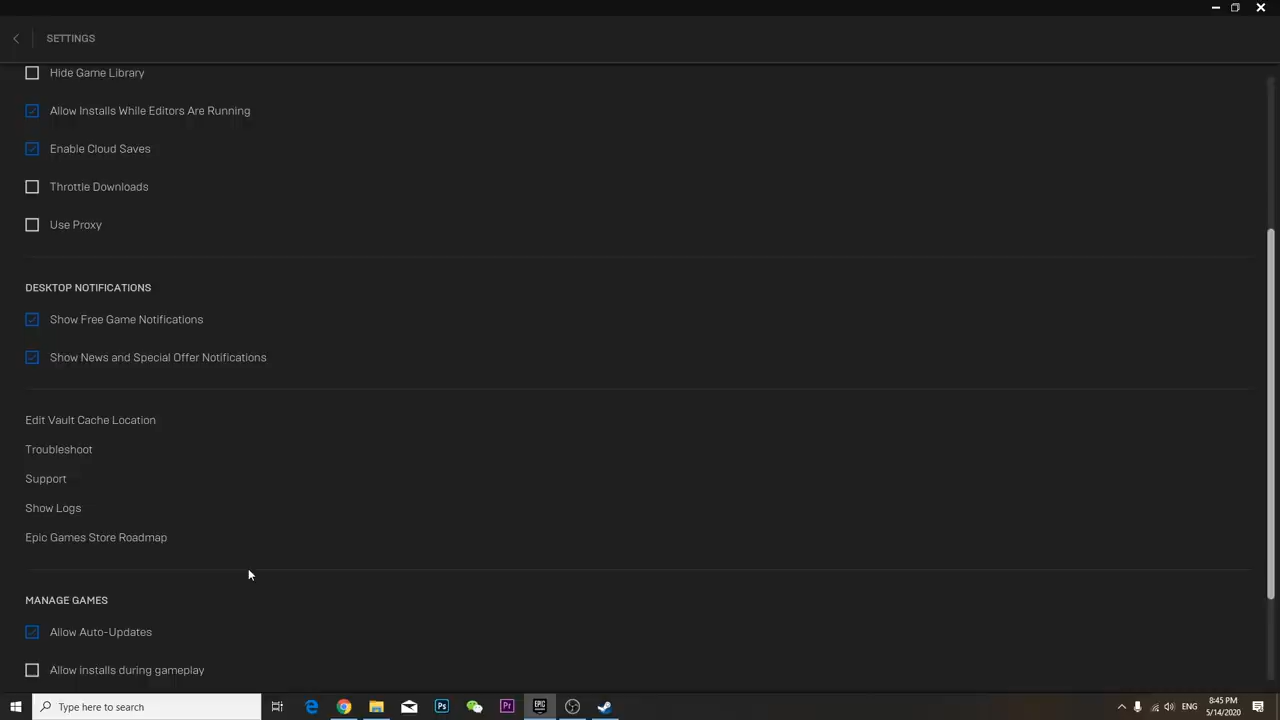 SETTINGS
Hide Game Library
Allow Installs While Editors Are Running
Enable Cloud Saves
Throttle Downloads
Use Proxy
DESKTOP NOTIFICATIONS
Show Free Game Notifications
Show News and Special Offer Notifications
Edit Vault Cache Location
Troubleshoot
Support
Show Logs
Epic Games Store Roadmap
MANAGE GAMES
Allow Auto-Updates
Allow installs during gameplay
Type here to search
Ps
Pr
EPIC
8:45 PM
5/14/2020